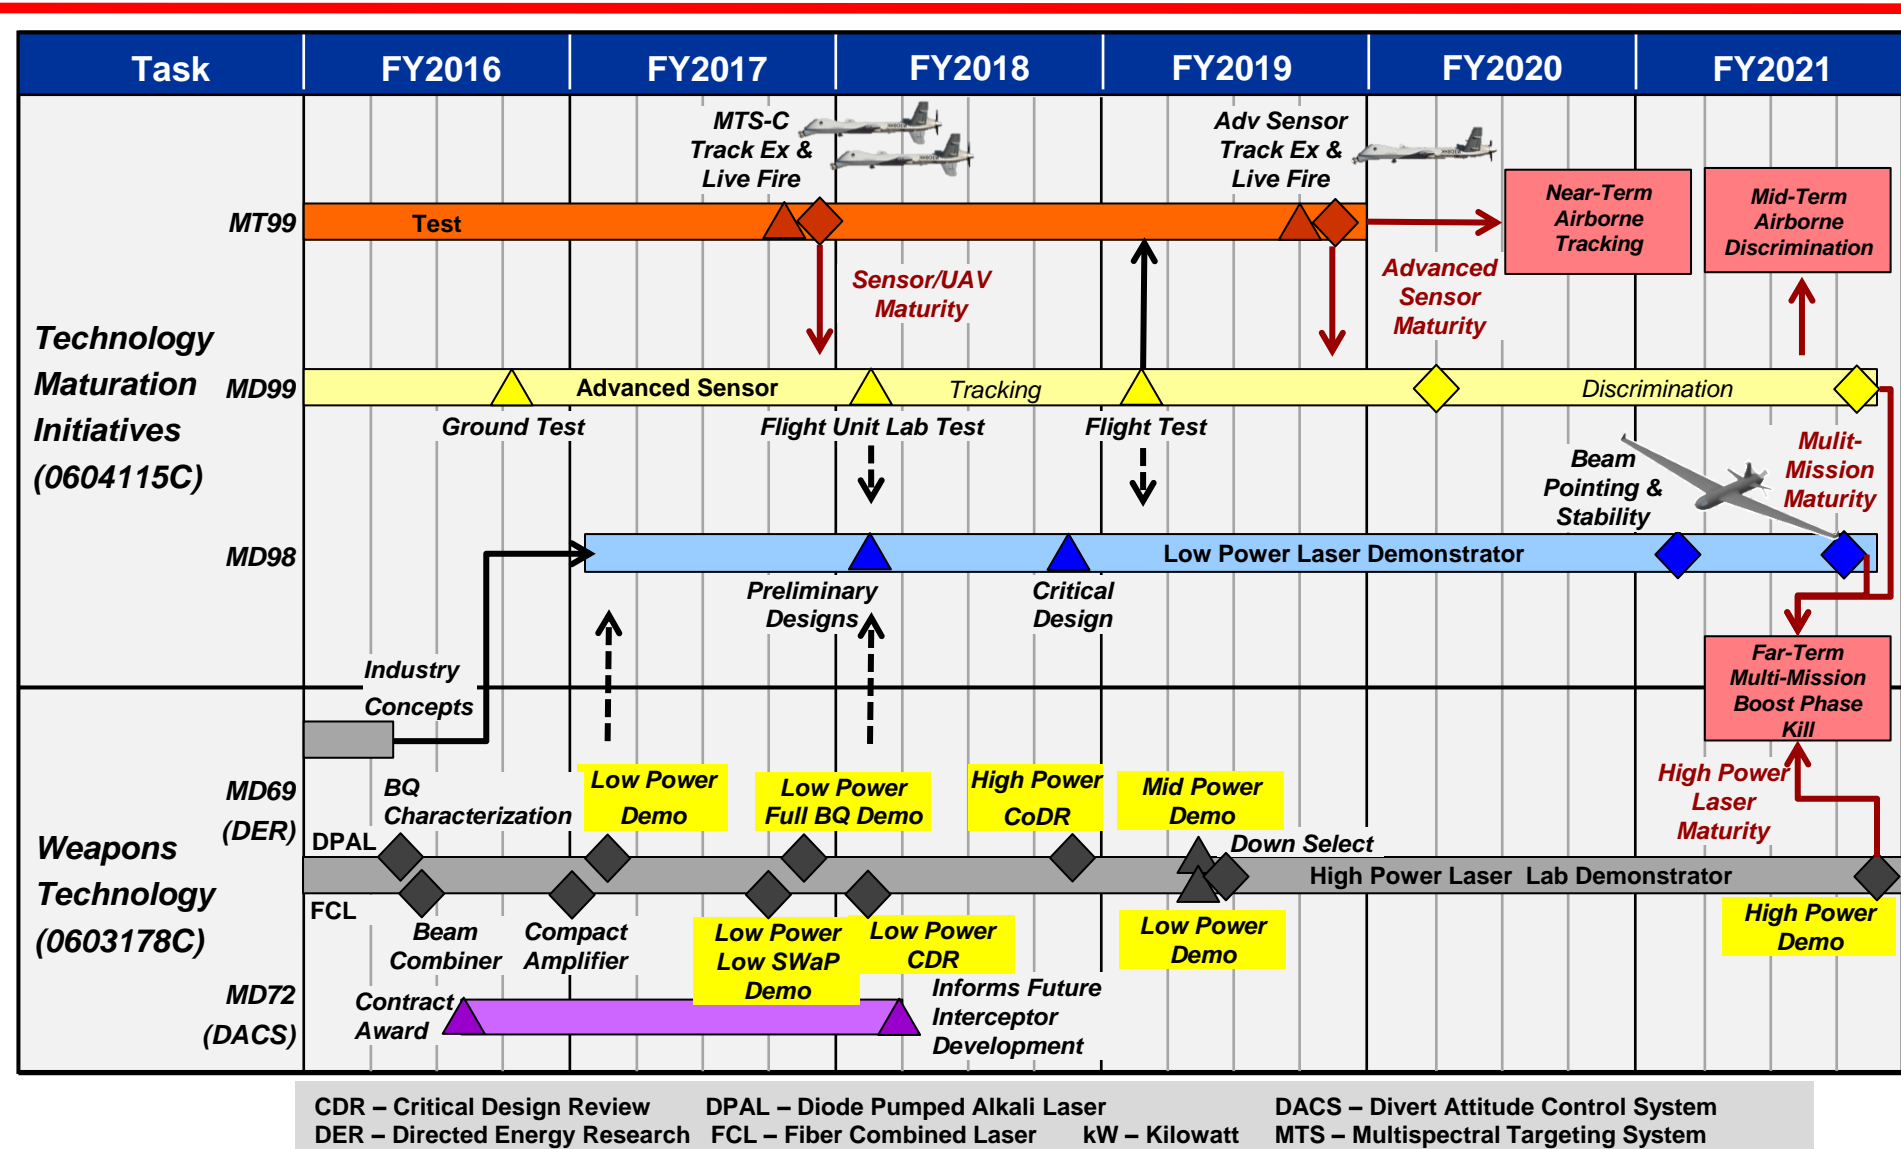 Task FY2016 FY2017 FY2018 FY2019 FY2020 FY2021
MTS-C
Track Ex &
Live Fire
Adv Sensor
Track Ex &
Live Fire
Near-Term
Airborne
Tracking
Mid-Term
Airborne
Discrimination
MT99
Test
Sensor/UAV
Maturity
Advanced
Sensor
Maturity
Technology
Maturation
Initiatives
(0604115C)
MD99
Advanced Sensor
Tracking
Discrimination
Ground Test
Flight Unit Lab Test
Flight Test
Beam
Pointing &
Stability
Mulit-
Mission
Maturity
MD98
Low Power Laser Demonstrator
Preliminary
Designs
Critical
Design
Industry
Concepts
Far-Term
Multi-Mission
Boost Phase
Kill
High Power
Laser
Maturity
Weapons
Technology
(0603178C)
MD69
(DER)
BQ
Characterization
Low Power
Demo
Low Power
Full BQ Demo
High Power
CoDR
Mid Power
Demo
DPAL
Down Select
High Power Laser Lab Demonstrator
FCL
Beam
Combiner
Compact
Amplifier
Low Power
Low SWaP
Demo
Low Power
CDR
Low Power
Demo
High Power
Demo
MD72
(DACS)
Contract
Award
Informs Future
Interceptor
Development
CDR – Critical Design Review DPAL – Diode Pumped Alkali Laser DACS – Divert Attitude Control System
DER – Directed Energy Research FCL – Fiber Combined Laser kW – Kilowatt MTS – Multispectral Targeting System